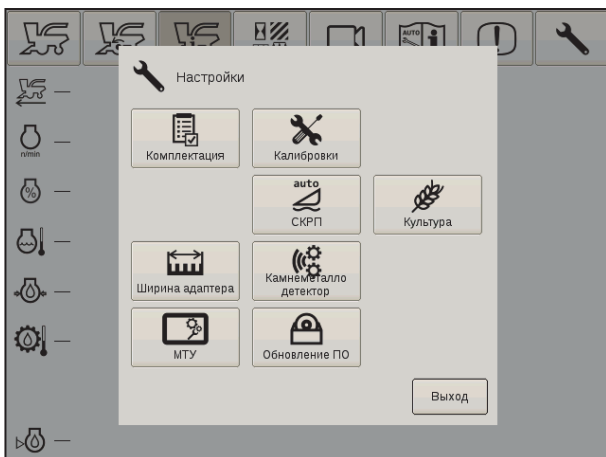 AUTO
Настройки
n/min
%
Комплектация
Калибровки
auto
СКРП
Культура
Ширина адаптера
Камнеметалло
детектор
МТУ
Обновление ПО
Выход